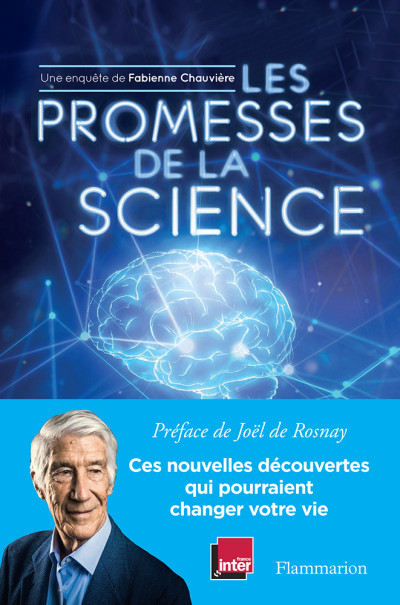 Une enquête de Fabienne Chauvière
LES
PROMESSES
DE LA
SCIENCE
Préface de Joël de Rosnay
Ces nouvelles découvertes
qui pourraient
changer votre vie
france
inter
Flammarion